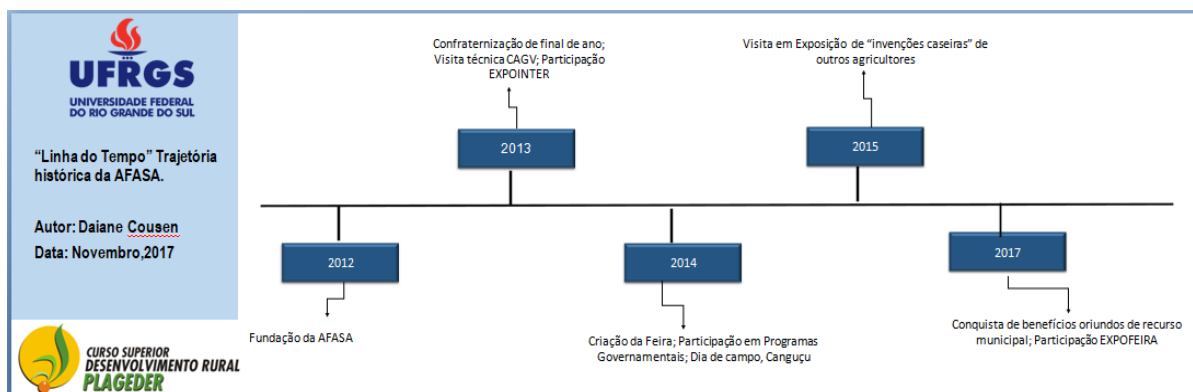 UFRGS
UNIVERSIDADE FEDERAL
DO RIO GRANDE DO SUL
“Linha do Tempo” Trajetória
histórica da AFASA.
Autor: Daiane Cousen
Data: Novembro,2017
CURSO SUPERIOR
DESENVOLVIMENTO RURAL
PLAGEDER
Confraternização de final de ano;
Visita técnica CAGV; Participação
EXPOINTER
2013
Visita em Exposição de “invenções caseiras” de
outros agricultores
2015
2012
Fundação da AFASA
2014
Criação da Feira; Participação em Programas
Governamentais; Dia de campo, Canguçu
2017
Conquista de benefícios oriundos de recurso
municipal; Participação EXPOFEIRA